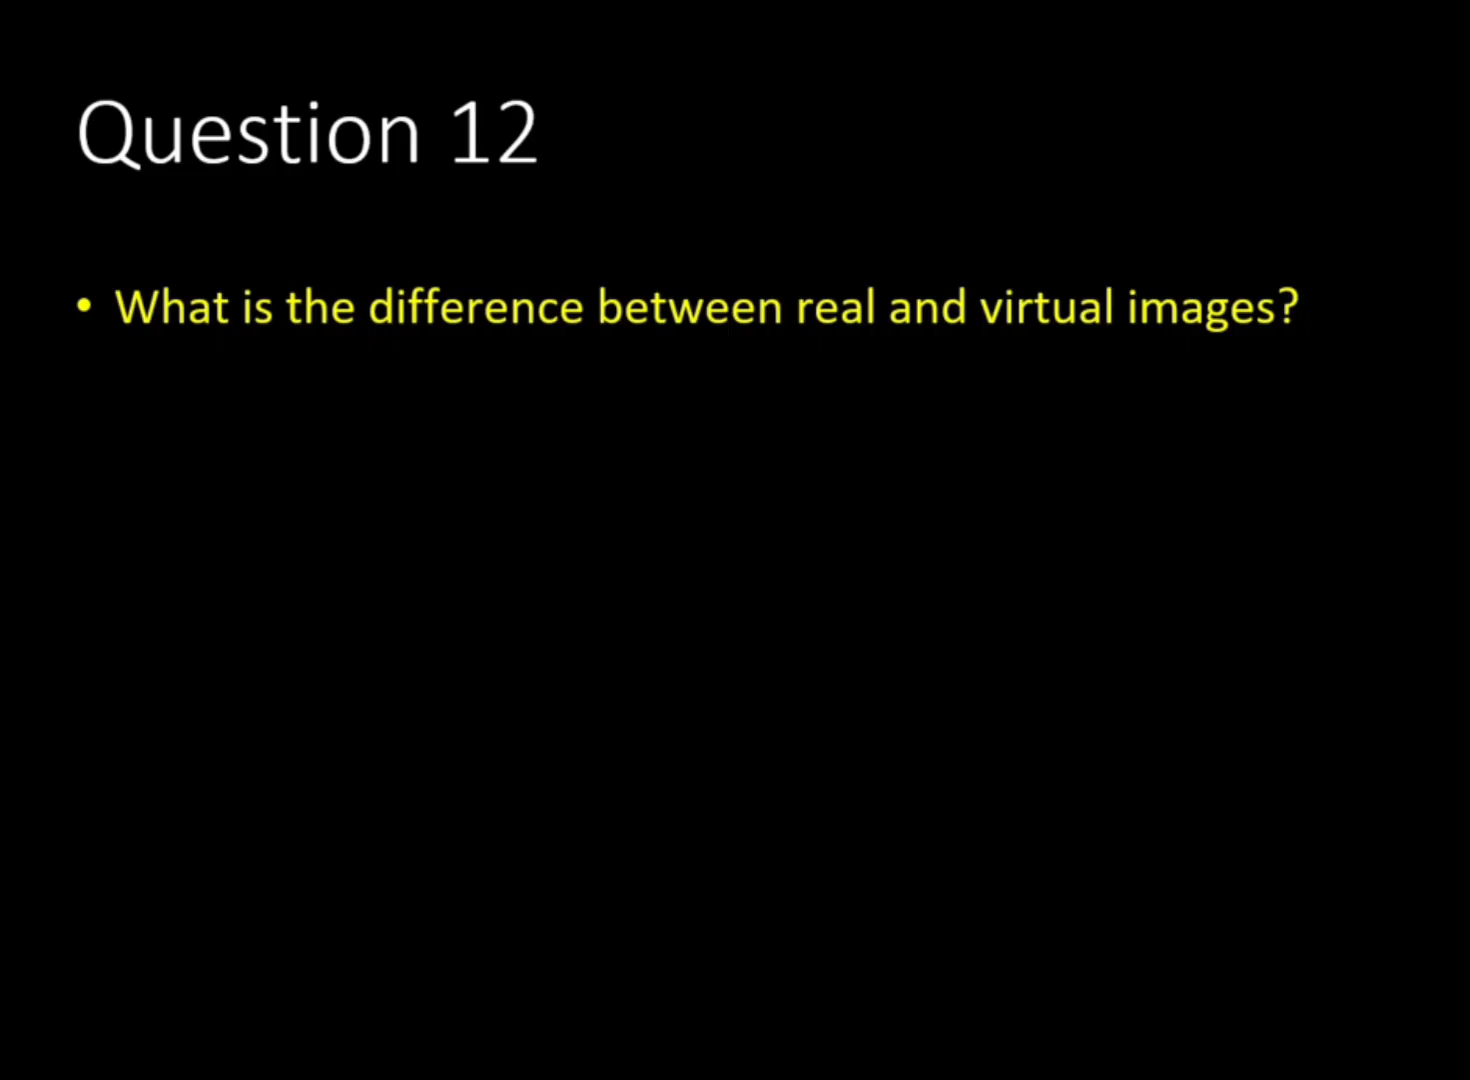 Question 12
• What is the difference between real and virtual images?